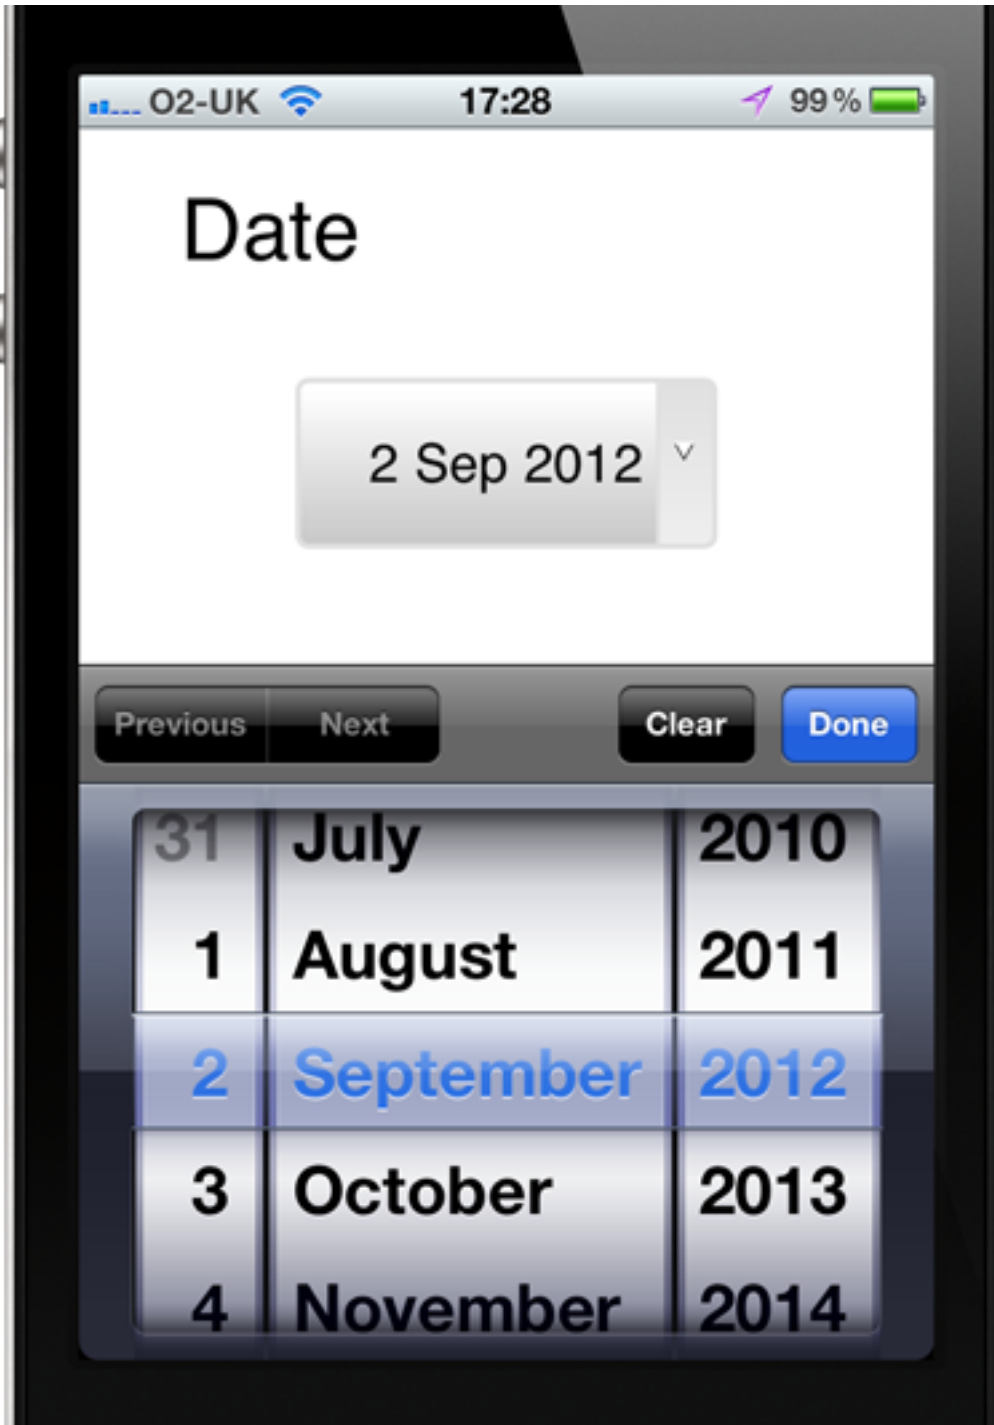 O2-UK 17:28 99%
Date
2 Sep 2012
Previous Next Clear Done
31 July 2010
1 August 2011
2 September 2012
3 October 2013
4 November 2014